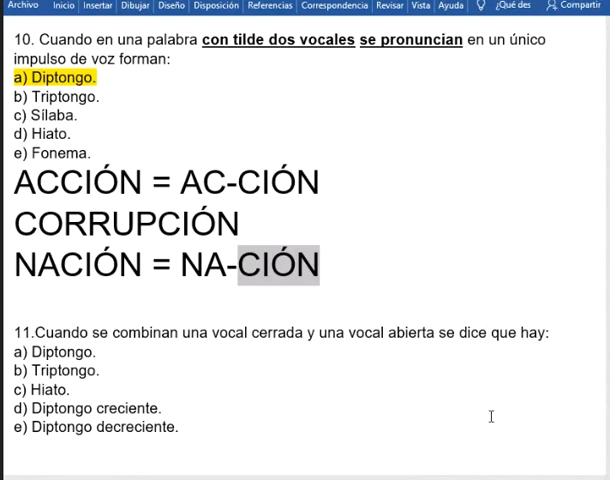 Archivo Inicio Insertar Dibujar Diseño Disposición Referencias Correspondencia Revisar Vista Ayuda ¿Qué des Compartir
10. Cuando en una palabra con tilde dos vocales se pronuncian en un único
impulso de voz forman:
a) Diptongo.
b) Triptongo.
c) Sílaba.
d) Hiato.
e) Fonema.
ACCIÓN = AC-CIÓN
CORRUPCIÓN
NACIÓN = NA-CIÓN
11.Cuando se combinan una vocal cerrada y una vocal abierta se dice que hay:
a) Diptongo.
b) Triptongo.
c) Hiato.
d) Diptongo creciente.
e) Diptongo decreciente.